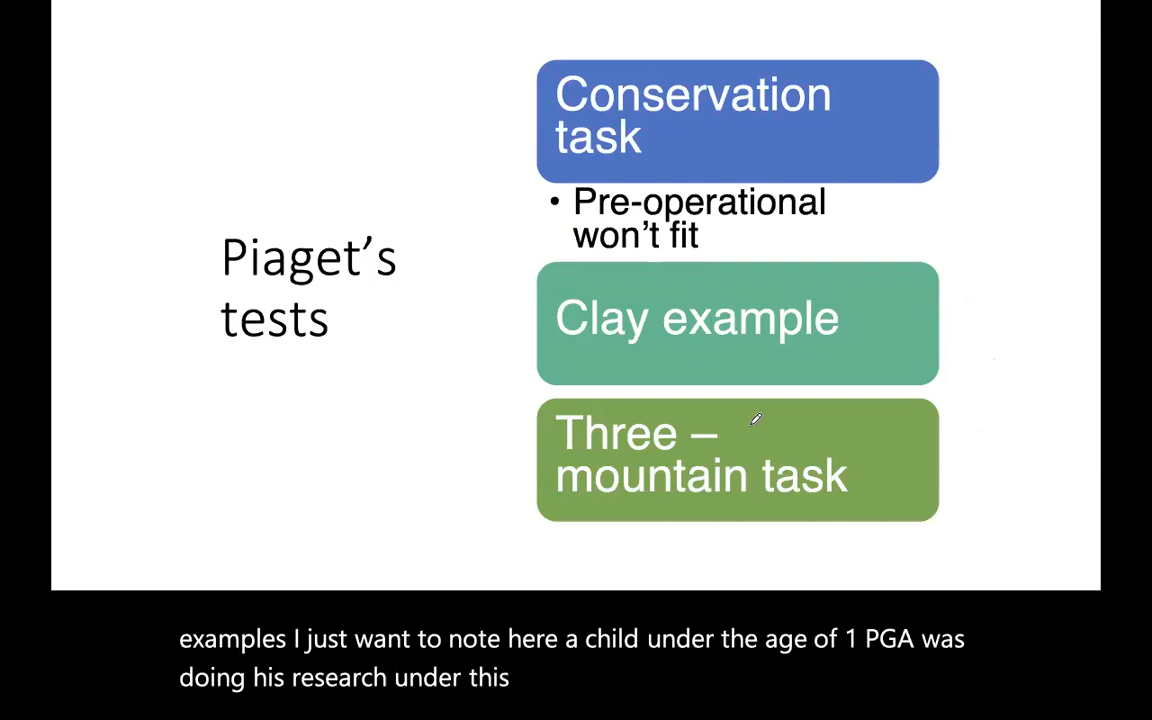 Piaget’s
tests
Conservation
task
• Pre-operational
won’t fit
Clay example
Three –
mountain task
examples I just want to note here a child under the age of 1 PGA was
doing his research under this